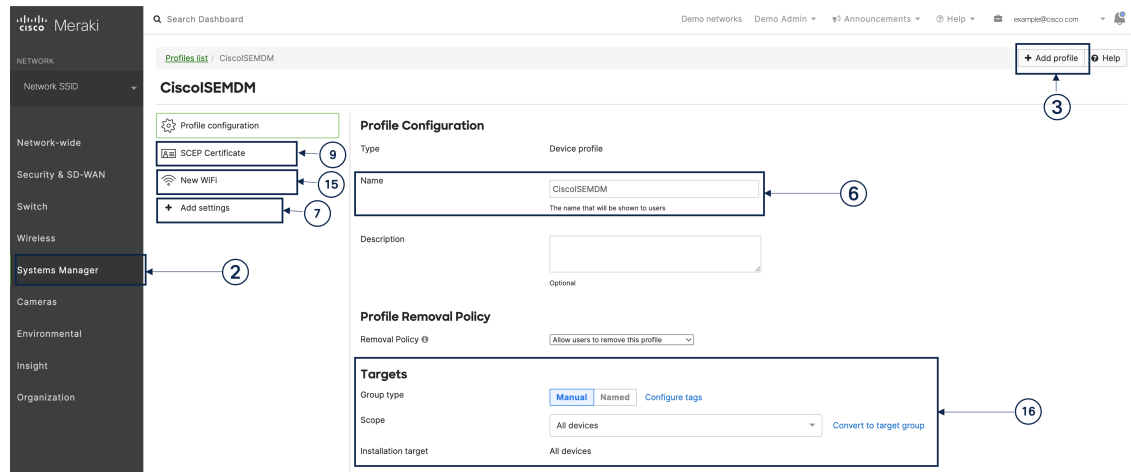 cisco Meraki
Search Dashboard
Demo networks Demo Admin Announcements Help example@cisco.com
NETWORK
Network SSID
Network-wide
Security & SD-WAN
Switch
Wireless
Systems Manager
Cameras
Environmental
Insight
Organization
2
Profiles list / CiscoISEMDM
+ Add profile Help
3
CiscoISEMDM
Profile configuration
SCEP Certificate
9
New WiFi
15
+ Add settings
7
Profile Configuration
Type Device profile
Name CiscoISEMDM
The name that will be shown to users
6
Description
Optional
Profile Removal Policy
Removal Policy Allow users to remove this profile
Targets
Group type Manual Named Configure tags
Scope All devices Convert to target group
Installation target All devices
16